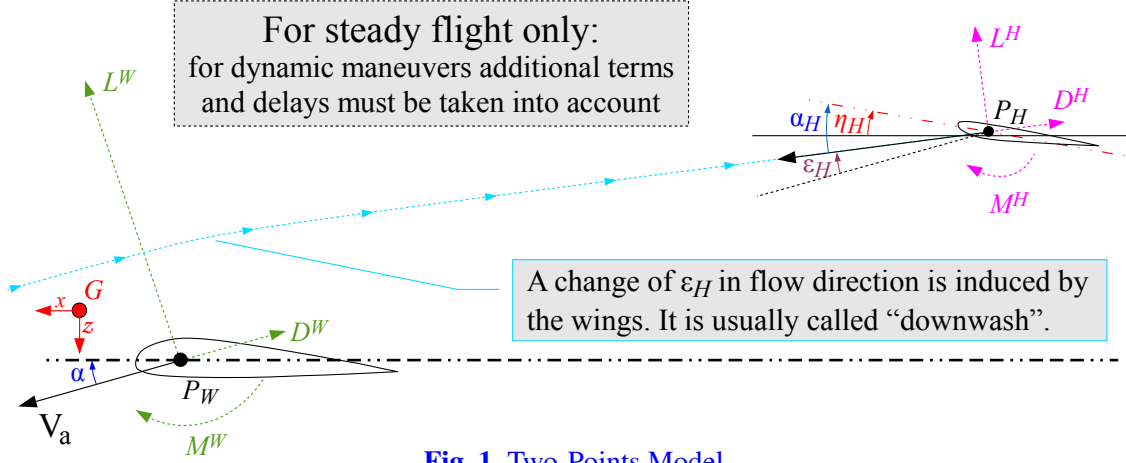 For steady flight only:
for dynamic maneuvers additional terms
and delays must be taken into account
L^W
L^H
D^H
P_H
α_H
η_H
ε_H
M^H
A change of ε_H in flow direction is induced by
the wings. It is usually called “downwash”.
G
x
z
D^W
α
P_W
V_a
M^W
Fig. 1 Two-Points Model